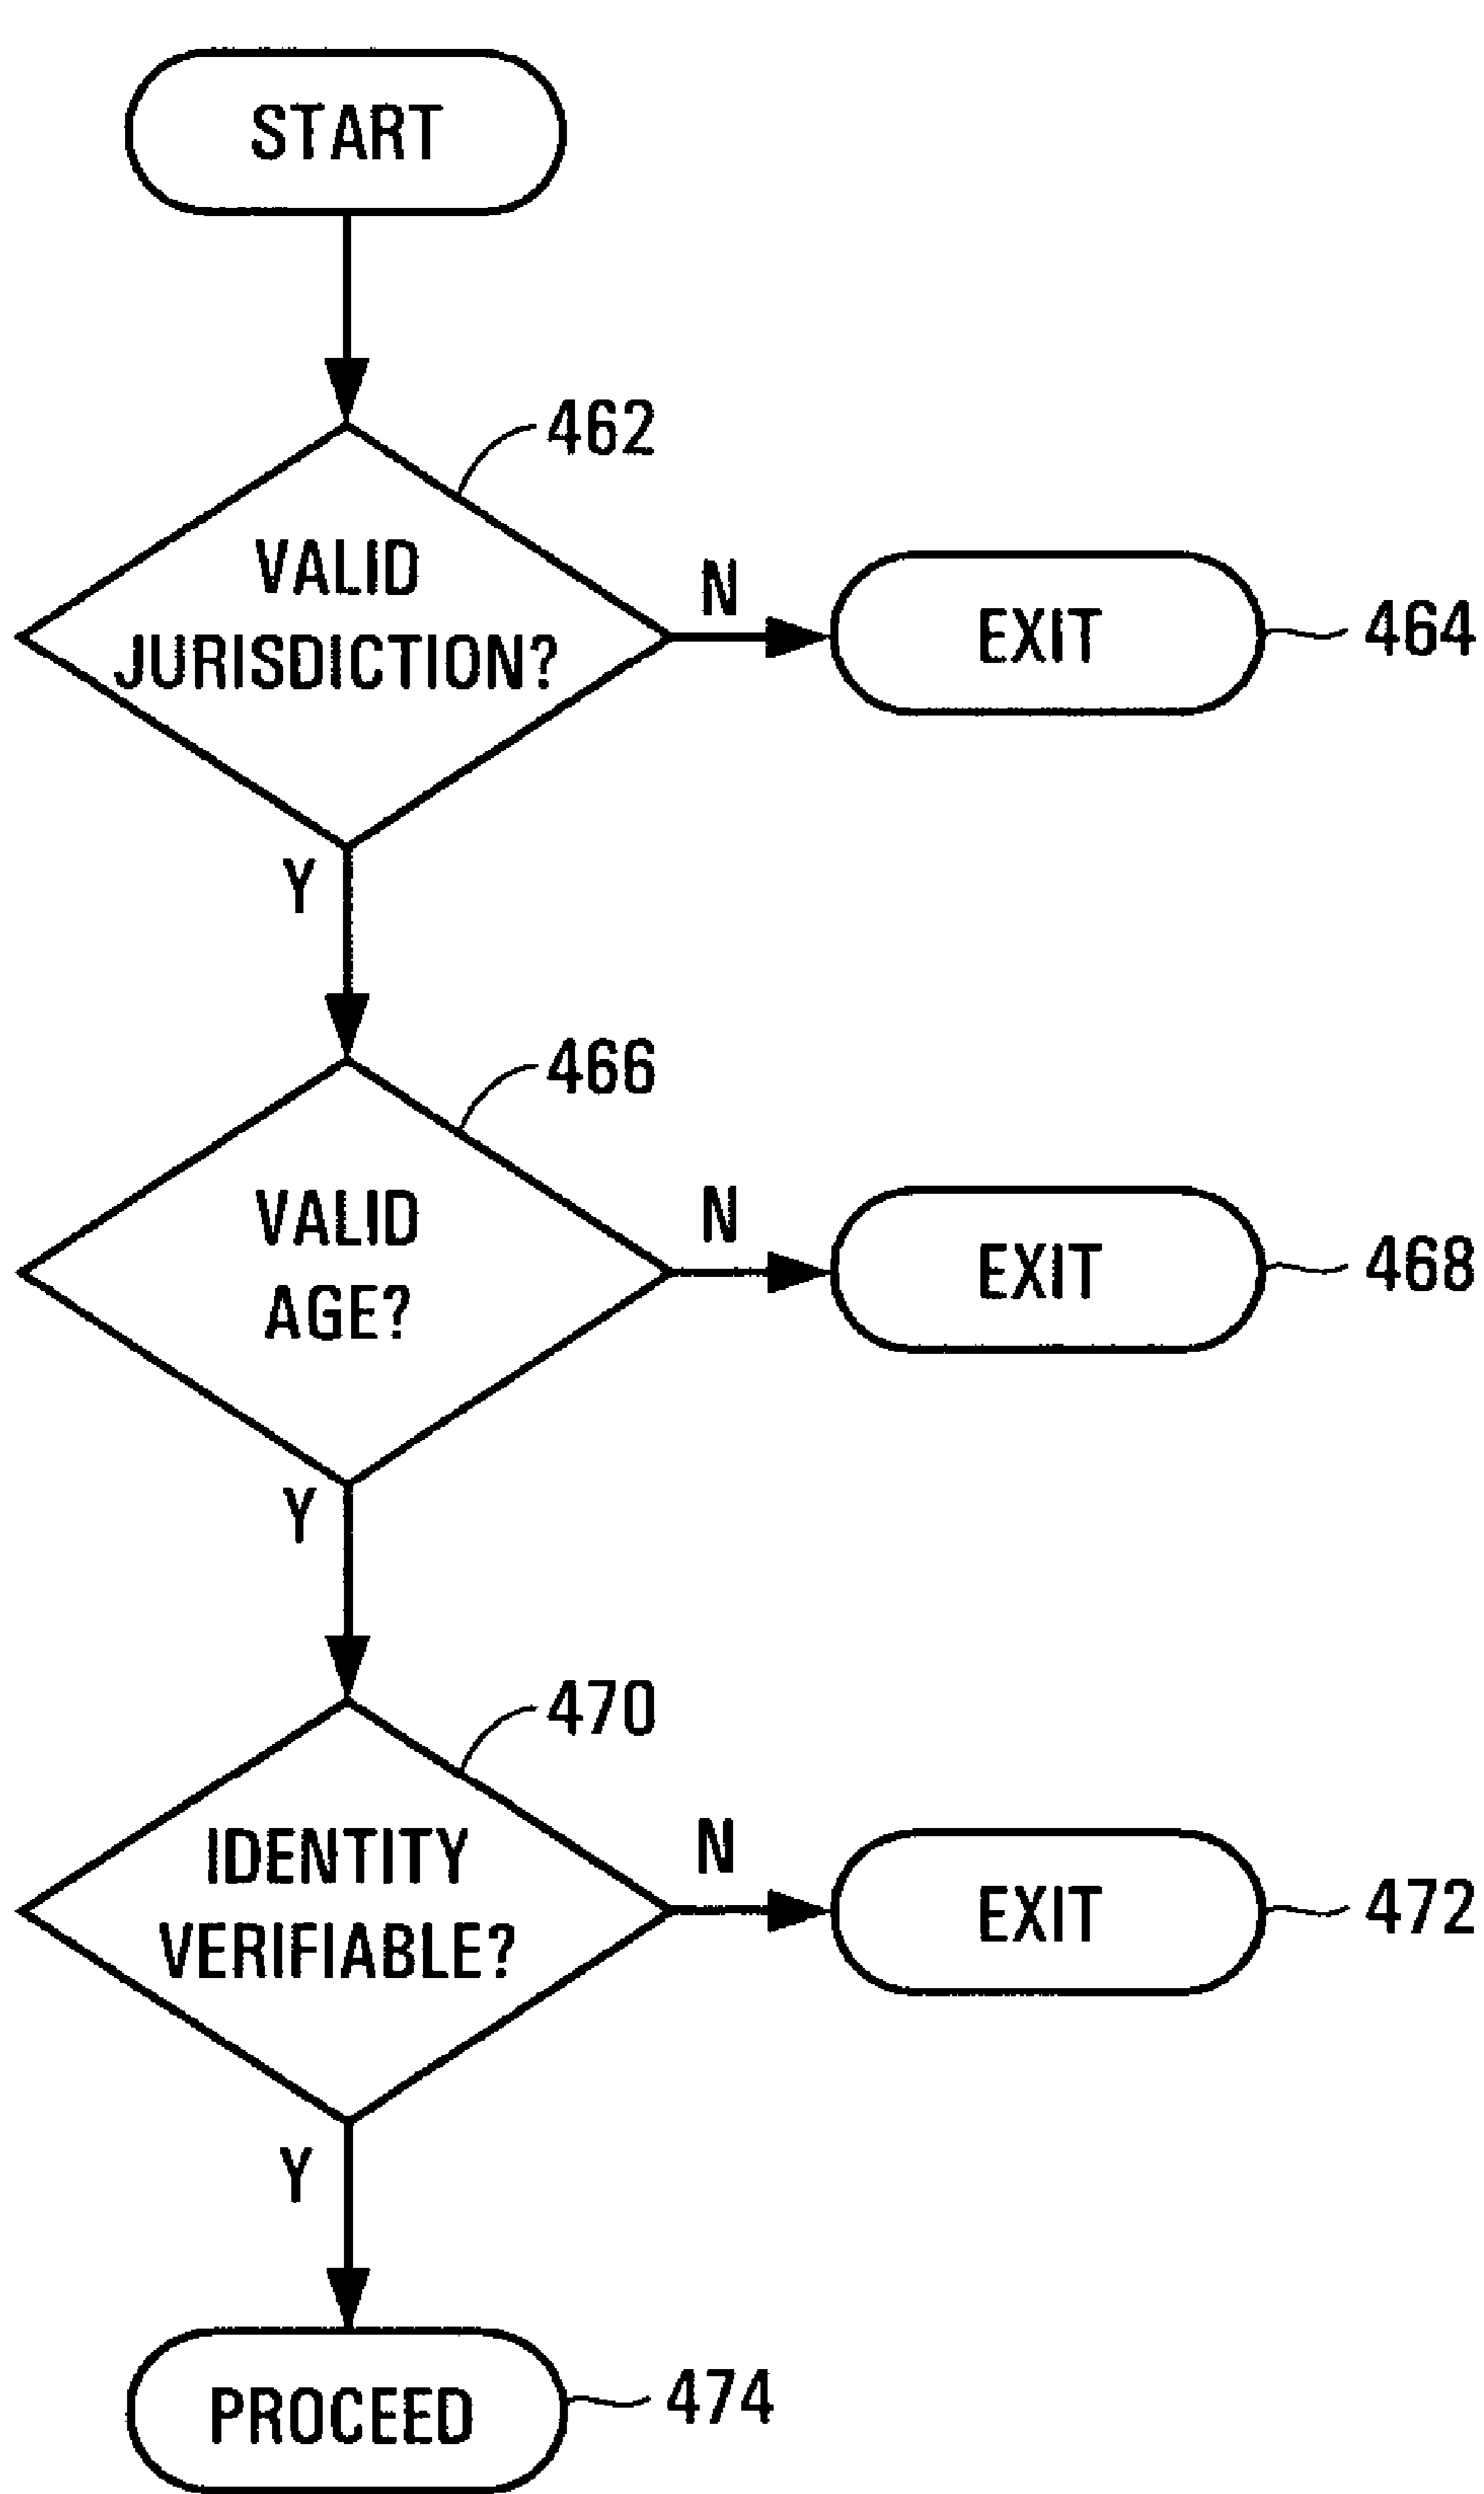 START
462
VALID
JURISDICTION?
N
EXIT
464
Y
466
VALID
AGE?
N
EXIT
468
Y
470
IDENTITY
VERIFIABLE?
N
EXIT
472
Y
PROCEED
474